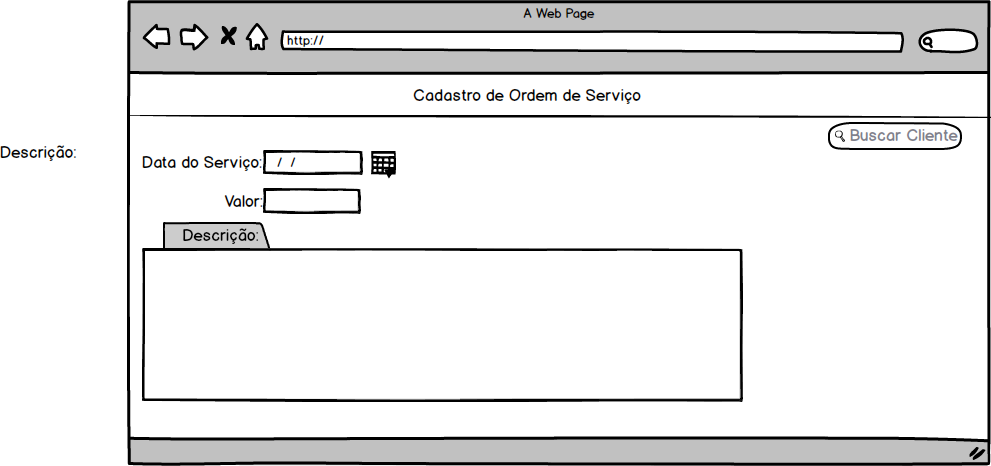 A Web Page
http://
Cadastro de Ordem de Serviço
Buscar Cliente
Descrição:
Data do Serviço: / /
Valor:
Descrição: